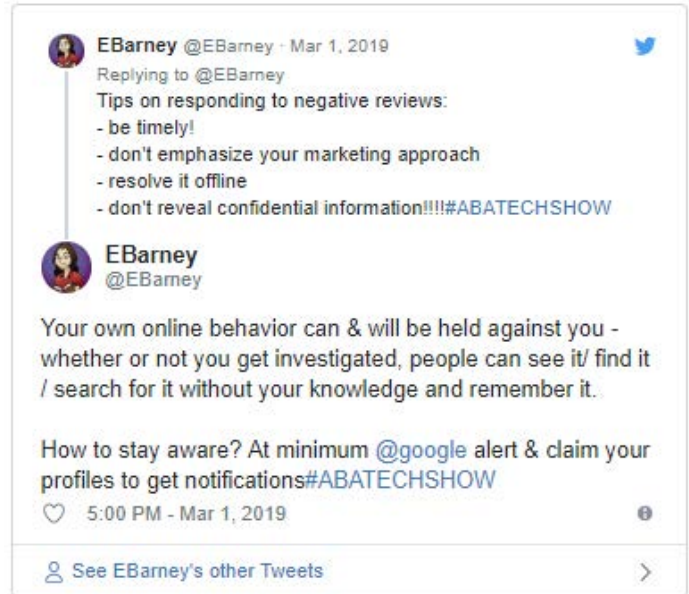 EBarney @EBarney · Mar 1, 2019
Replying to @EBarney
Tips on responding to negative reviews:
- be timely!
- don't emphasize your marketing approach
- resolve it offline
- don't reveal confidential information!!!!#ABATECHSHOW
EBarney
@EBarney
Your own online behavior can & will be held against you -
whether or not you get investigated, people can see it/ find it
/ search for it without your knowledge and remember it.
How to stay aware? At minimum @google alert & claim your
profiles to get notifications#ABATECHSHOW
5:00 PM - Mar 1, 2019
See EBarney's other Tweets